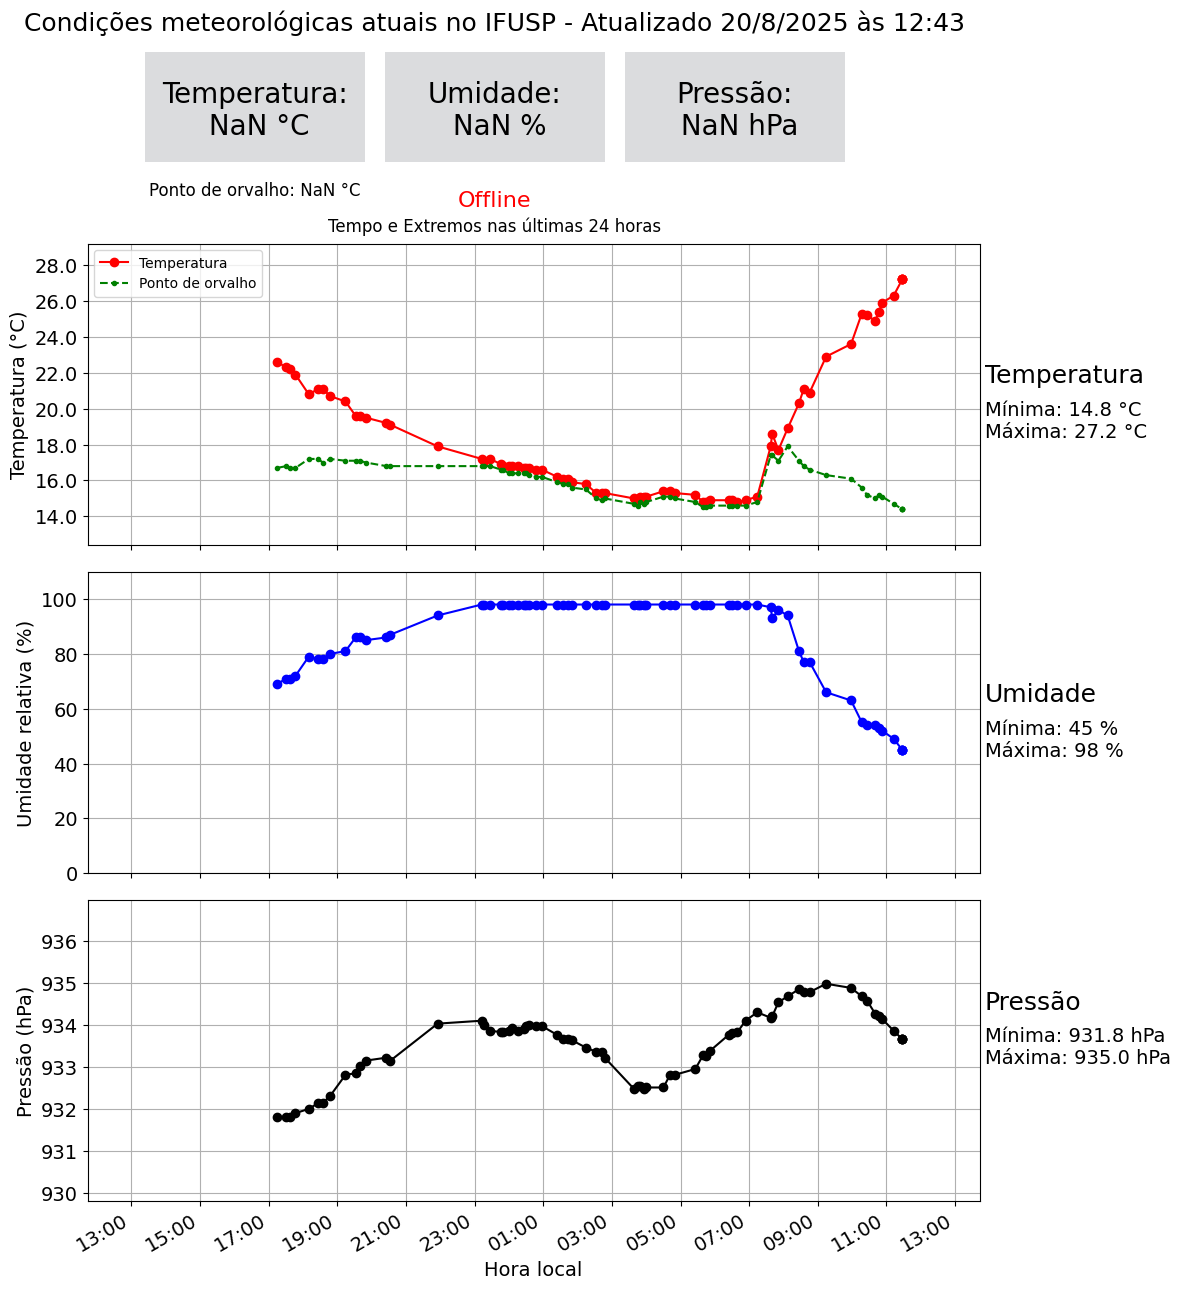 Condições meteorológicas atuais no IFUSP - Atualizado 20/8/2025 às 12:43
Temperatura:
NaN °C
Umidade:
NaN %
Pressão:
NaN hPa
Ponto de orvalho: NaN °C
Offline
Tempo e Extremos nas últimas 24 horas
Temperatura
Ponto de orvalho
28.0
26.0
24.0
22.0
20.0
18.0
16.0
14.0
Temperatura (°C)
Temperatura
Mínima: 14.8 °C
Máxima: 27.2 °C
100
80
60
40
20
0
Umidade relativa (%)
Umidade
Mínima: 45 %
Máxima: 98 %
936
935
934
933
932
931
930
Pressão (hPa)
Pressão
Mínima: 931.8 hPa
Máxima: 935.0 hPa
13:00 15:00 17:00 19:00 21:00 23:00 01:00 03:00 05:00 07:00 09:00 11:00 13:00
Hora local